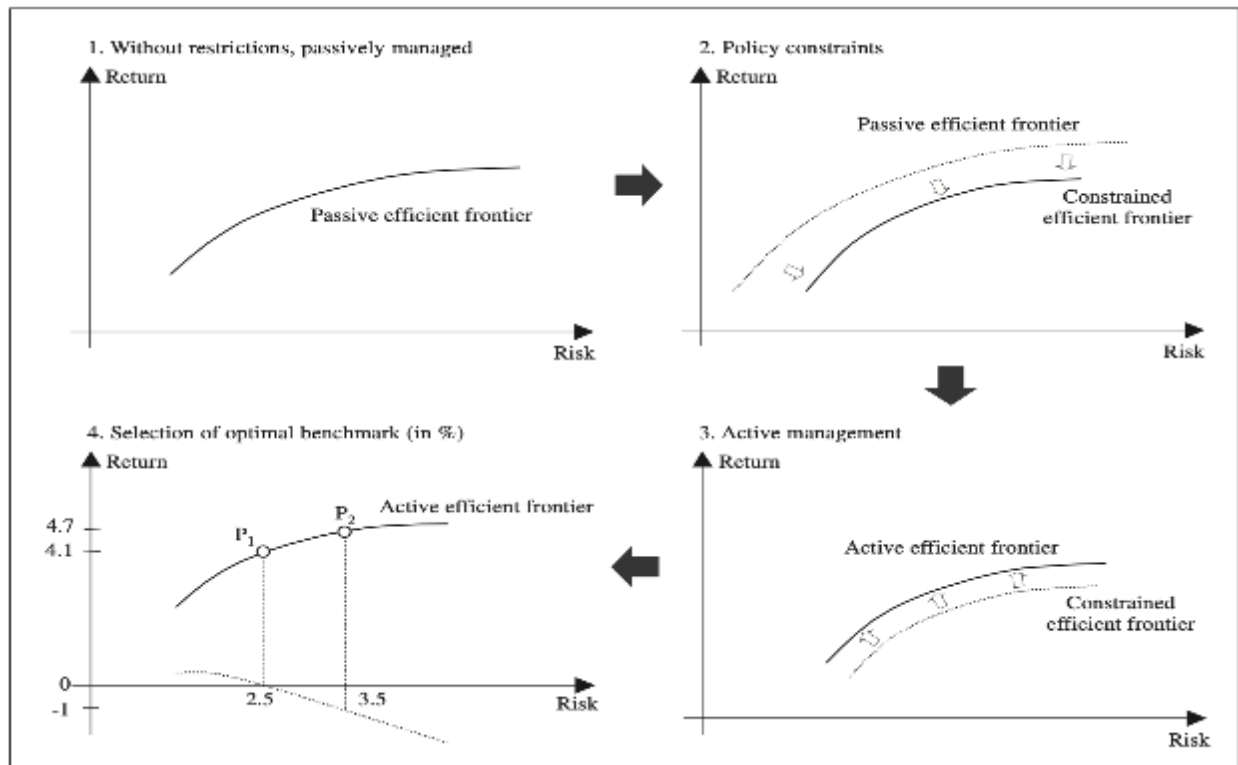 1. Without restrictions, passively managed
Return
Passive efficient frontier
Risk
2. Policy constraints
Return
Passive efficient frontier
Constrained
efficient frontier
Risk
4. Selection of optimal benchmark (in %)
Return
Active efficient frontier
4.7
4.1
P1
P2
0
-1
2.5
3.5
Risk
3. Active management
Return
Active efficient frontier
Constrained
efficient frontier
Risk